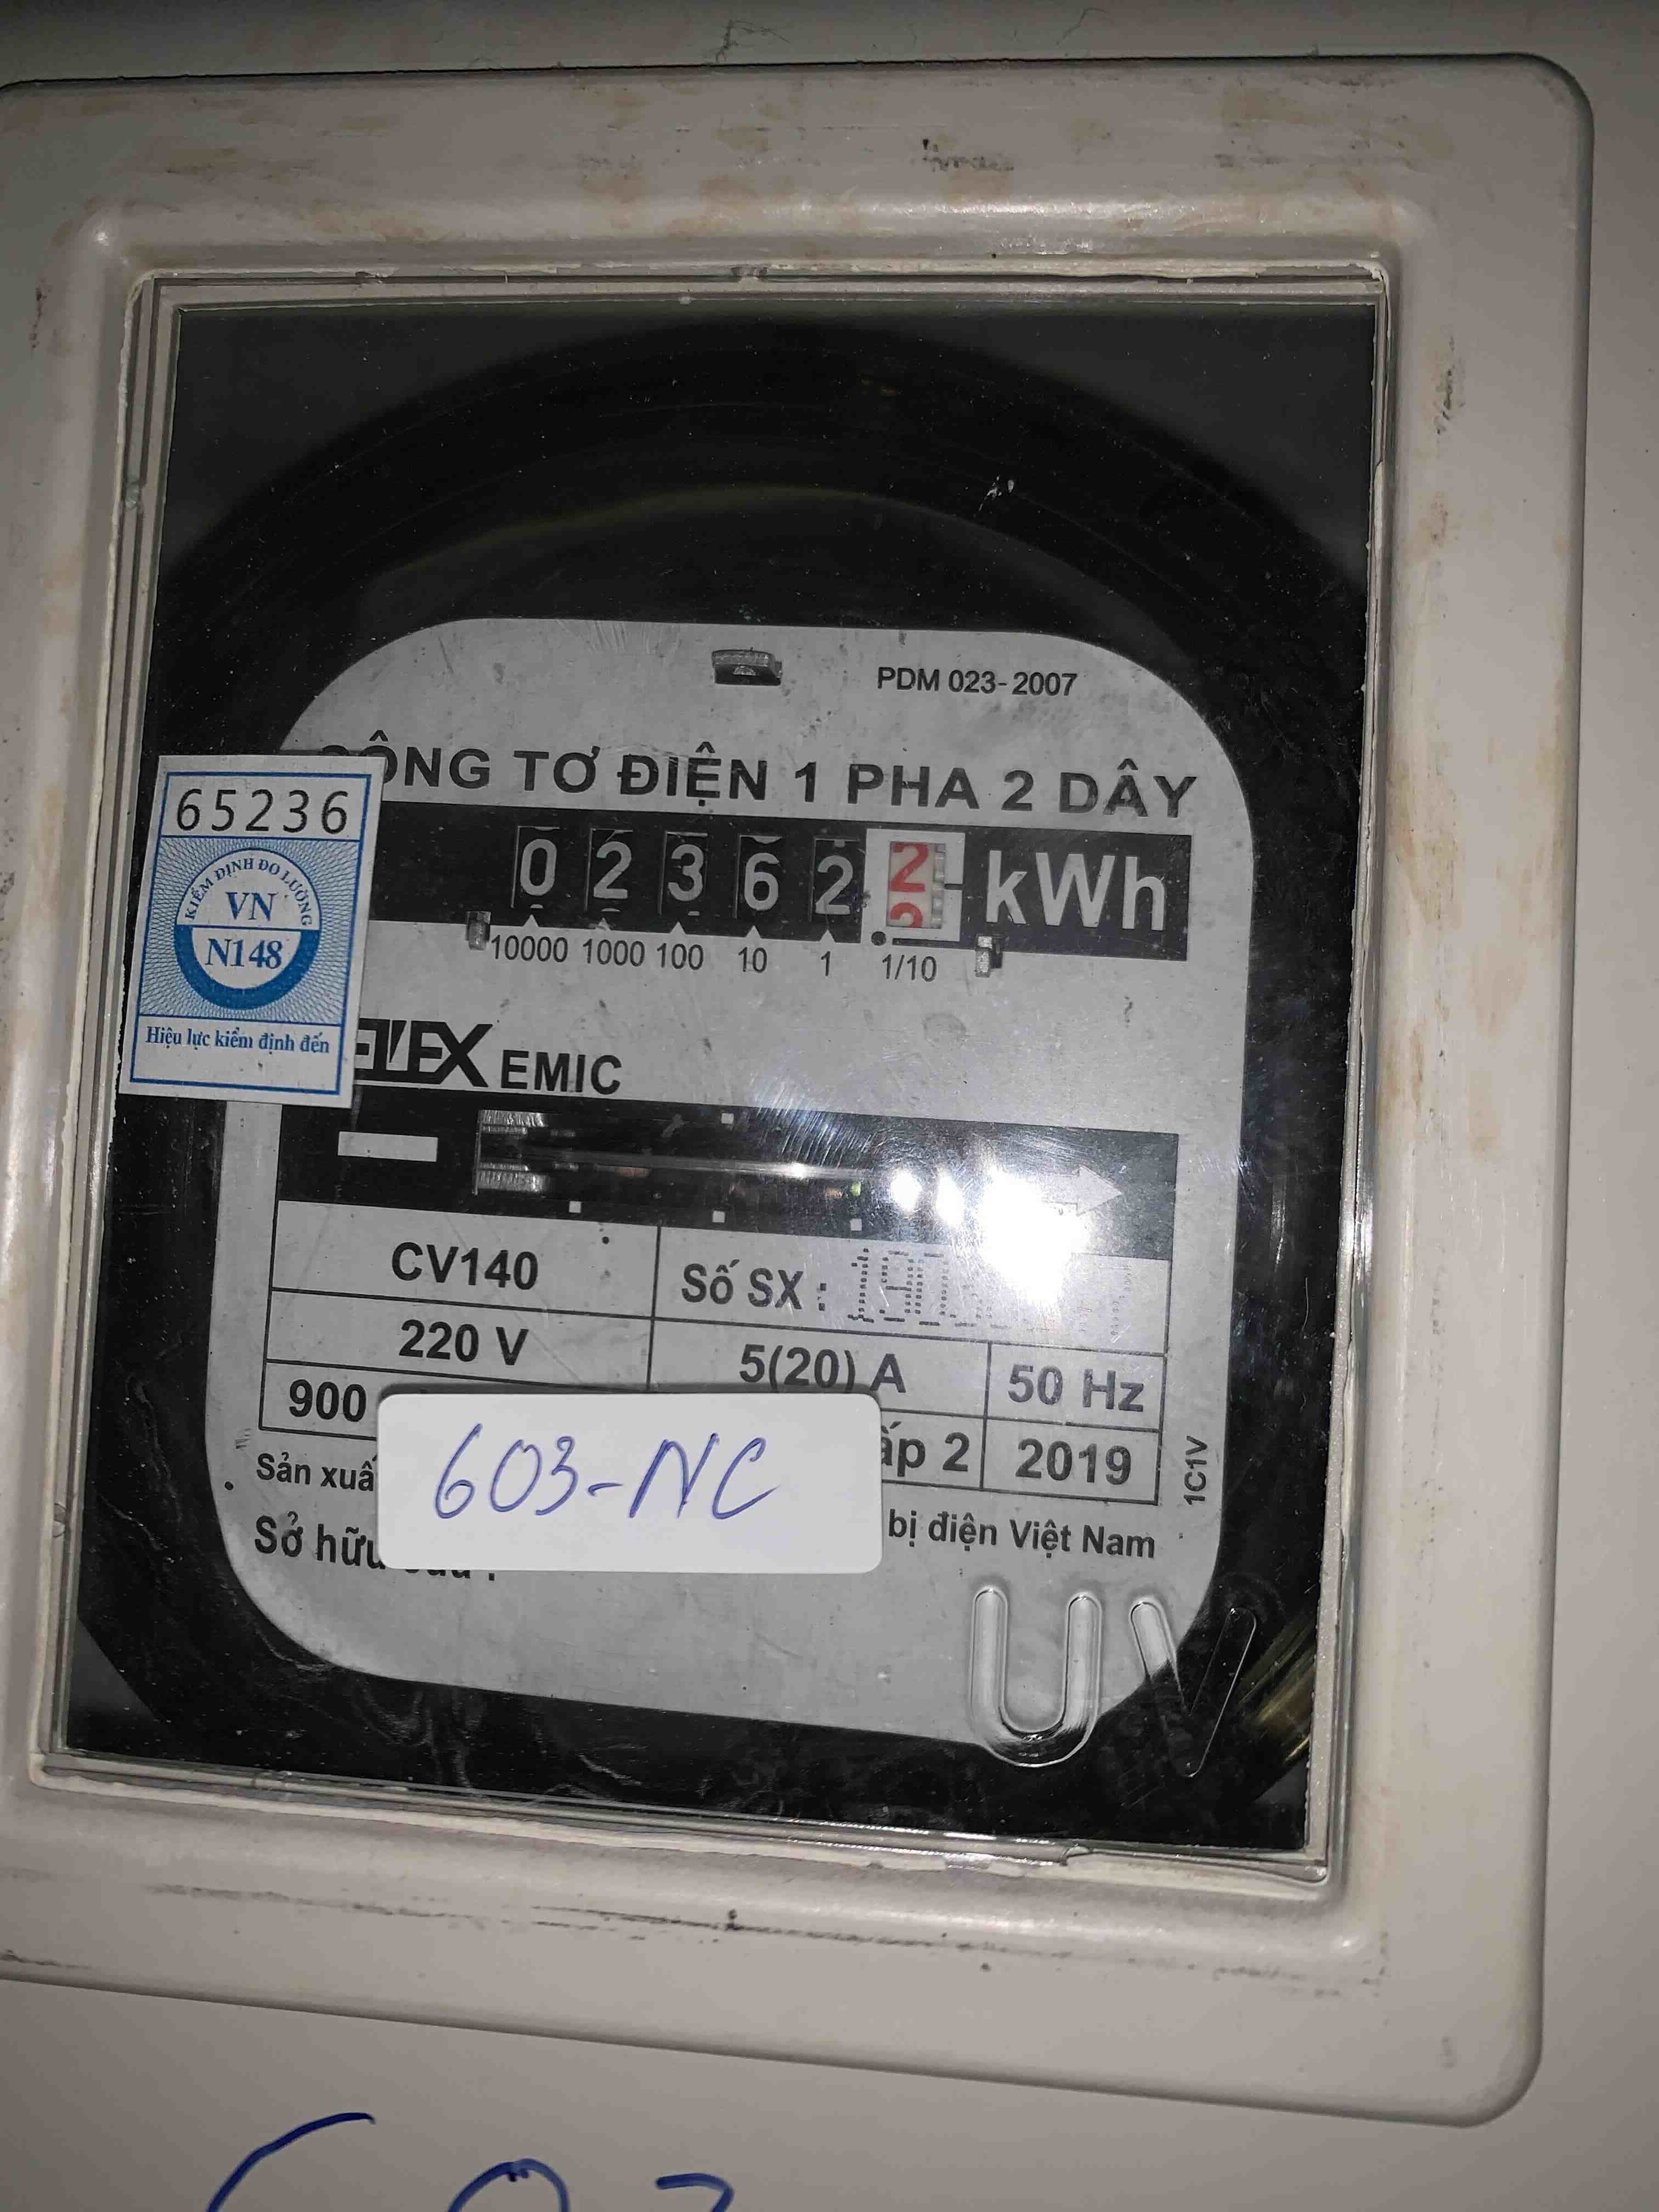 PDM 023-2007
ÔNG TƠ ĐIỆN 1 PHA 2 DÂY
65236
KIỂM ĐỊNH ĐO LƯỜNG
VN
N148
Hiệu lực kiểm định đến
0 2 3 6 2 2 kWh
10000 1000 100 10 1 1/10
EMIC
CV140
Số SX :
220 V
5(20) A
50 Hz
900
ấp 2
2019
1C1V
603-NC
Sản xuấ
bị điện Việt Nam
Sở hữu
UV